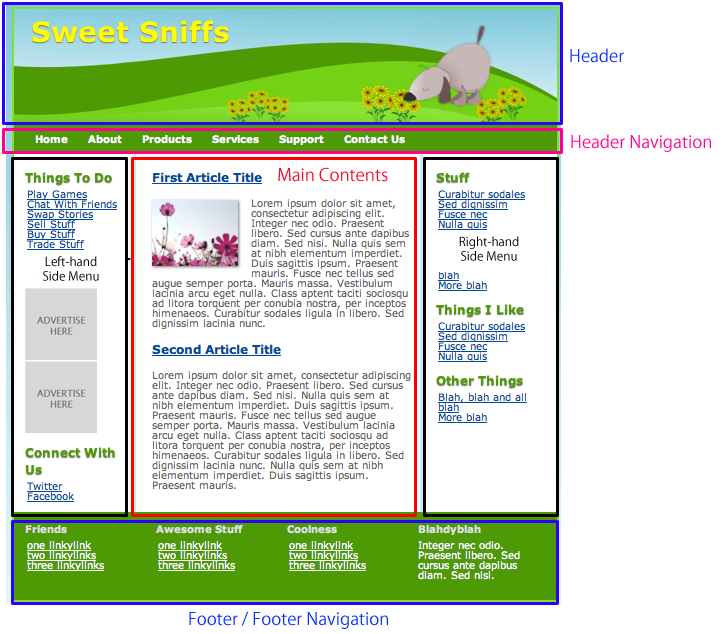 Sweet Sniffs
Header
Home About Products Services Support Contact Us
Header Navigation
Things To Do
Play Games
Chat With Friends
Swap Stories
Sell Stuff
Buy Stuff
Trade Stuff
Left-hand
Side Menu
ADVERTISE
HERE
ADVERTISE
HERE
Connect With
Us
Twitter
Facebook
First Article Title
Main Contents
Lorem ipsum dolor sit amet,
consectetur adipiscing elit.
Integer nec odio. Praesent
libero. Sed cursus ante dapibus
diam. Sed nisi. Nulla quis sem
at nibh elementum imperdiet.
Duis sagittis ipsum. Praesent
mauris. Fusce nec tellus sed
augue semper porta. Mauris massa. Vestibulum
lacinia arcu eget nulla. Class aptent taciti sociosqu
ad litora torquent per conubia nostra, per inceptos
himenaeos. Curabitur sodales ligula in libero. Sed
dignissim lacinia nunc.
Second Article Title
Lorem ipsum dolor sit amet, consectetur adipiscing
elit. Integer nec odio. Praesent libero. Sed cursus
ante dapibus diam. Sed nisi. Nulla quis sem at nibh
elementum imperdiet. Duis sagittis ipsum.
Praesent mauris. Fusce nec tellus sed augue
semper porta. Mauris massa. Vestibulum lacinia
arcu eget nulla. Class aptent taciti sociosqu ad
litora torquent per conubia nostra, per inceptos
himenaeos. Curabitur sodales ligula in libero. Sed
dignissim lacinia nunc. Nulla quis sem at nibh
elementum imperdiet. Duis sagittis ipsum.
Praesent mauris.
Stuff
Curabitur sodales
Sed dignissim
Fusce nec
Nulla quis
Right-hand
Side Menu
blah
More blah
Things I Like
Curabitur sodales
Sed dignissim
Fusce nec
Nulla quis
Other Things
Blah, blah and all
blah
More blah
Friends
one linkylink
two linkylinks
three linkylinks
Awesome Stuff
one linkylink
two linkylinks
three linkylinks
Coolness
one linkylink
two linkylinks
three linkylinks
Blahdyblah
Integer nec odio.
Praesent libero. Sed
cursus ante dapibus
diam. Sed nisi.
Footer / Footer Navigation